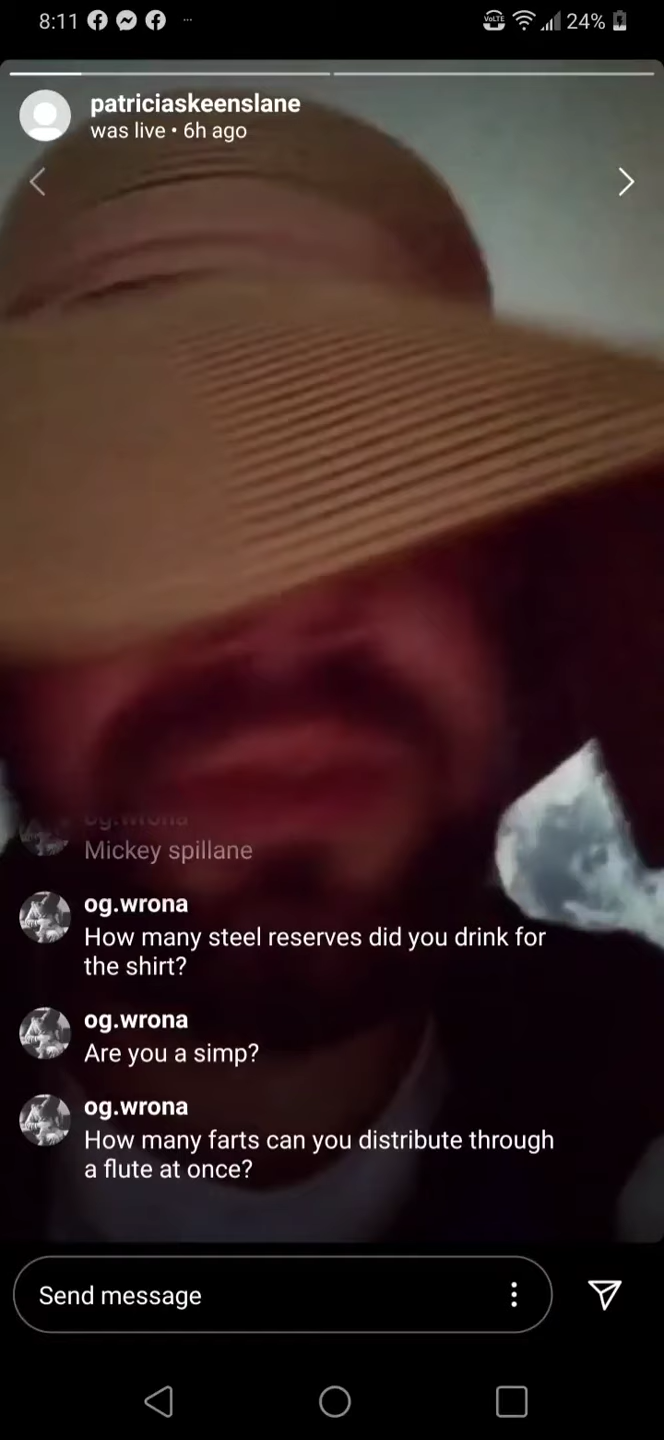 8:11
VoLTE
24%
patriciaskeenslane
was live • 6h ago
og.wrona
Mickey spillane
og.wrona
How many steel reserves did you drink for
the shirt?
og.wrona
Are you a simp?
og.wrona
How many farts can you distribute through
a flute at once?
Send message